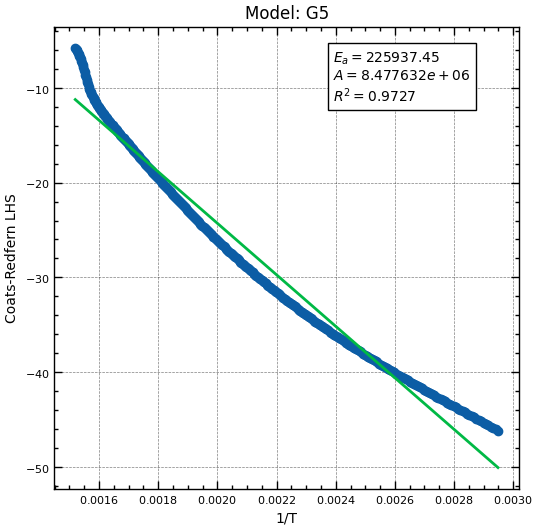 Model: G5
E_a = 225937.45
A = 8.477632e + 06
R^2 = 0.9727
Coats-Redfern LHS
−10
−20
−30
−40
−50
0.0016 0.0018 0.0020 0.0022 0.0024 0.0026 0.0028 0.0030
1/T